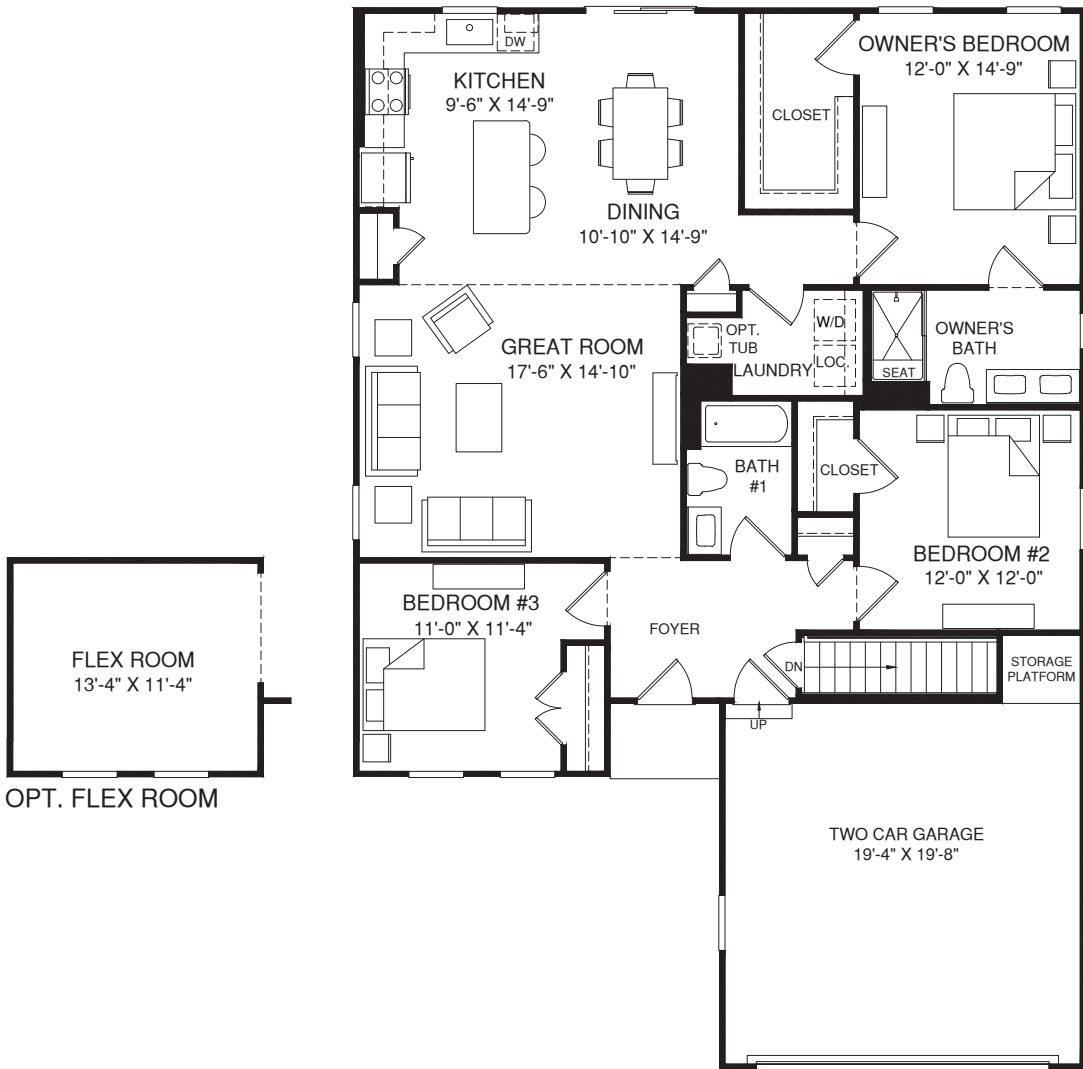 DW
KITCHEN
9'-6" X 14'-9"
DINING
10'-10" X 14'-9"
CLOSET
OWNER'S BEDROOM
12'-0" X 14'-9"
GREAT ROOM
17'-6" X 14'-10"
OPT.
TUB
LAUNDRY
W/D
LOC.
SEAT
OWNER'S
BATH
BATH
#1
CLOSET
BEDROOM #2
12'-0" X 12'-0"
BEDROOM #3
11'-0" X 11'-4"
FOYER
DN
STORAGE
PLATFORM
UP
FLEX ROOM
13'-4" X 11'-4"
OPT. FLEX ROOM
TWO CAR GARAGE
19'-4" X 19'-8"